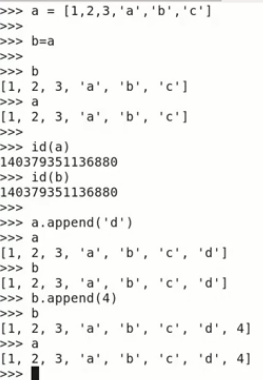 >>> a = [1,2,3,'a','b','c']
>>>
>>> b=a
>>>
>>> b
[1, 2, 3, 'a', 'b', 'c']
>>> a
[1, 2, 3, 'a', 'b', 'c']
>>>
>>> id(a)
140379351136880
>>> id(b)
140379351136880
>>>
>>> a.append('d')
>>> a
[1, 2, 3, 'a', 'b', 'c', 'd']
>>> b
[1, 2, 3, 'a', 'b', 'c', 'd']
>>> b.append(4)
>>> b
[1, 2, 3, 'a', 'b', 'c', 'd', 4]
>>> a
[1, 2, 3, 'a', 'b', 'c', 'd', 4]
>>>